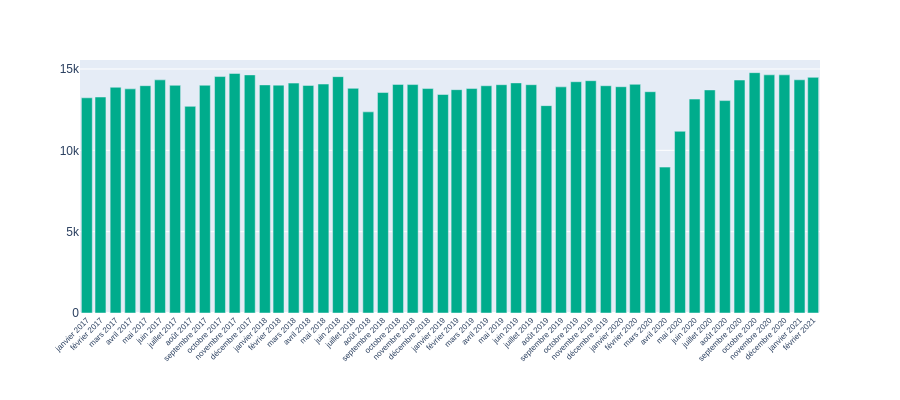 15k
10k
5k
0
janvier 2017
février 2017
mars 2017
avril 2017
mai 2017
juin 2017
juillet 2017
août 2017
septembre 2017
octobre 2017
novembre 2017
décembre 2017
janvier 2018
février 2018
mars 2018
avril 2018
mai 2018
juin 2018
juillet 2018
août 2018
septembre 2018
octobre 2018
novembre 2018
décembre 2018
janvier 2019
février 2019
mars 2019
avril 2019
mai 2019
juin 2019
juillet 2019
août 2019
septembre 2019
octobre 2019
novembre 2019
décembre 2019
janvier 2020
février 2020
mars 2020
avril 2020
mai 2020
juin 2020
juillet 2020
août 2020
septembre 2020
octobre 2020
novembre 2020
décembre 2020
janvier 2021
février 2021